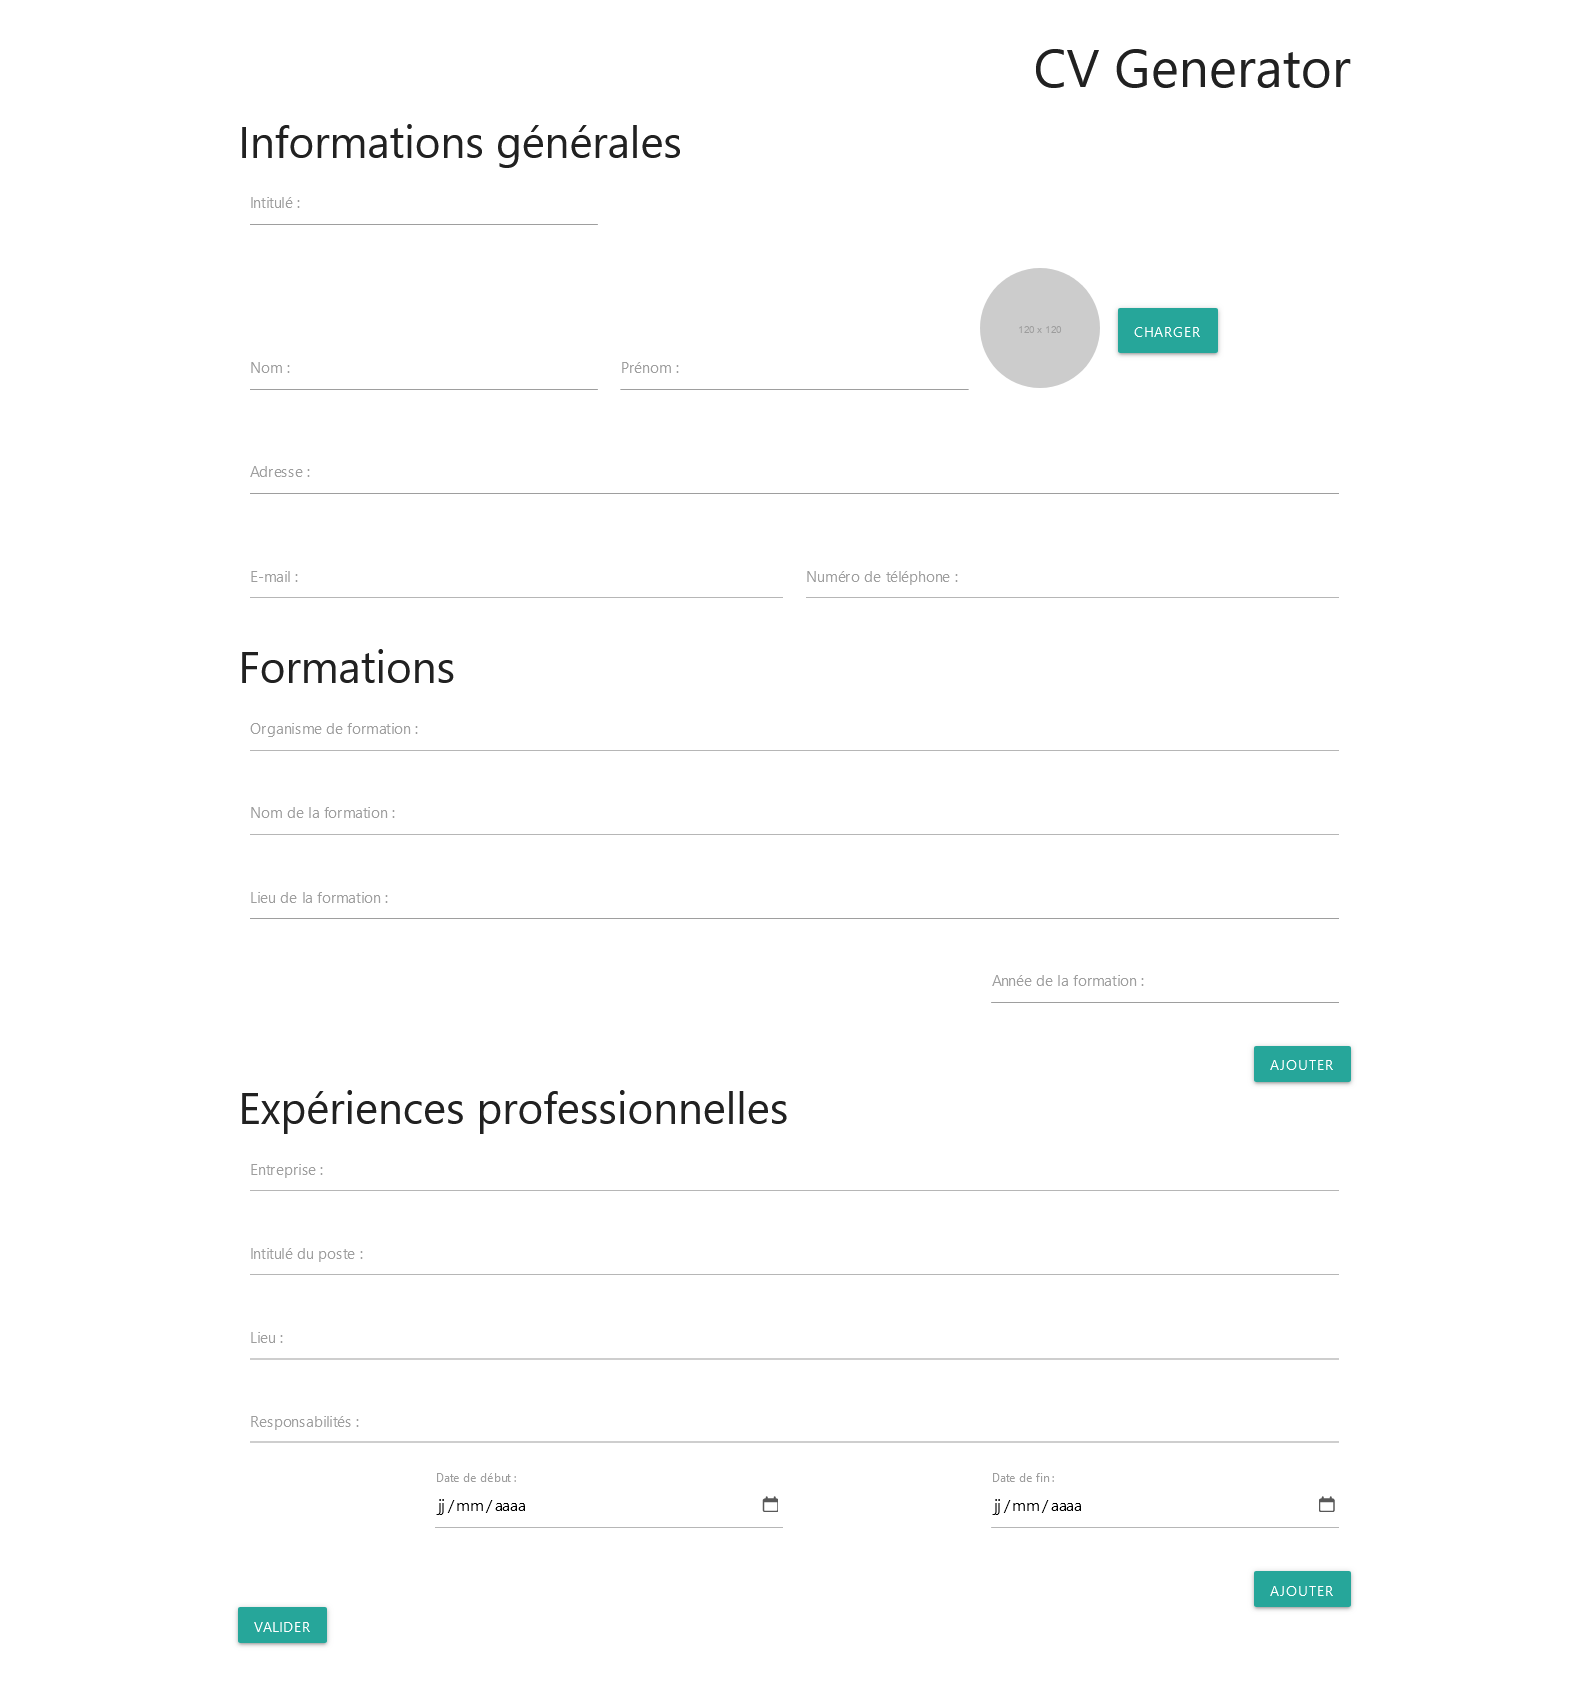 CV Generator
Informations générales
Intitulé :
120 x 120
CHARGER
Nom :
Prénom :
Adresse :
E-mail :
Numéro de téléphone :
Formations
Organisme de formation :
Nom de la formation :
Lieu de la formation :
Année de la formation :
AJOUTER
Expériences professionnelles
Entreprise :
Intitulé du poste :
Lieu :
Responsabilités :
Date de début :
Date de fin :
jj/mm/aaaa
jj/mm/aaaa
AJOUTER
VALIDER